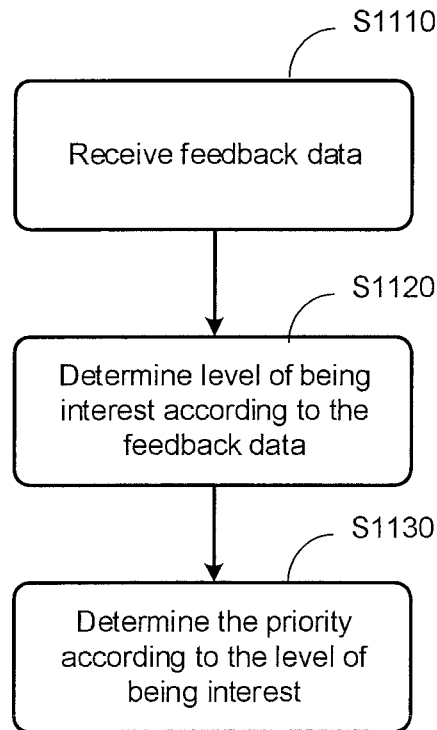 S1110
Receive feedback data
S1120
Determine level of being
interest according to the
feedback data
S1130
Determine the priority
according to the level of
being interest